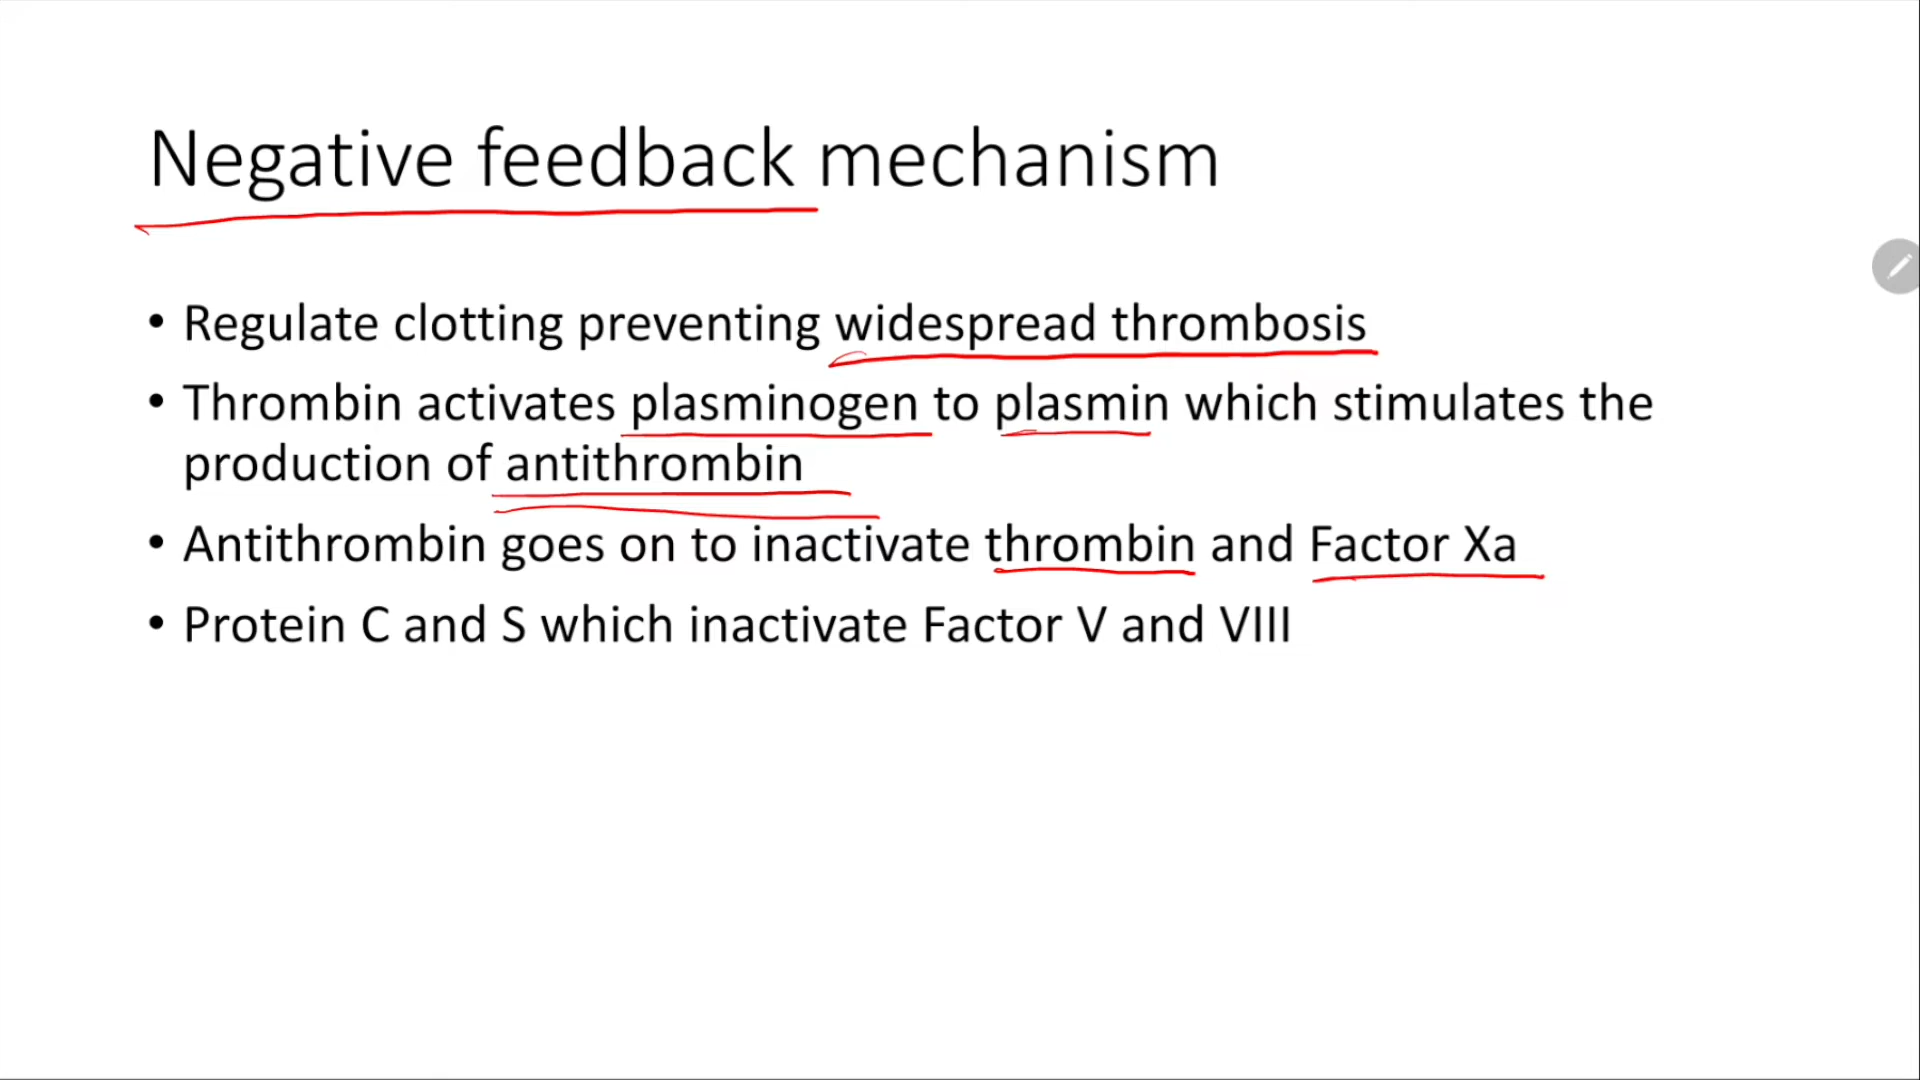 Negative feedback mechanism
• Regulate clotting preventing widespread thrombosis
• Thrombin activates plasminogen to plasmin which stimulates the
production of antithrombin
• Antithrombin goes on to inactivate thrombin and Factor Xa
• Protein C and S which inactivate Factor V and VIII